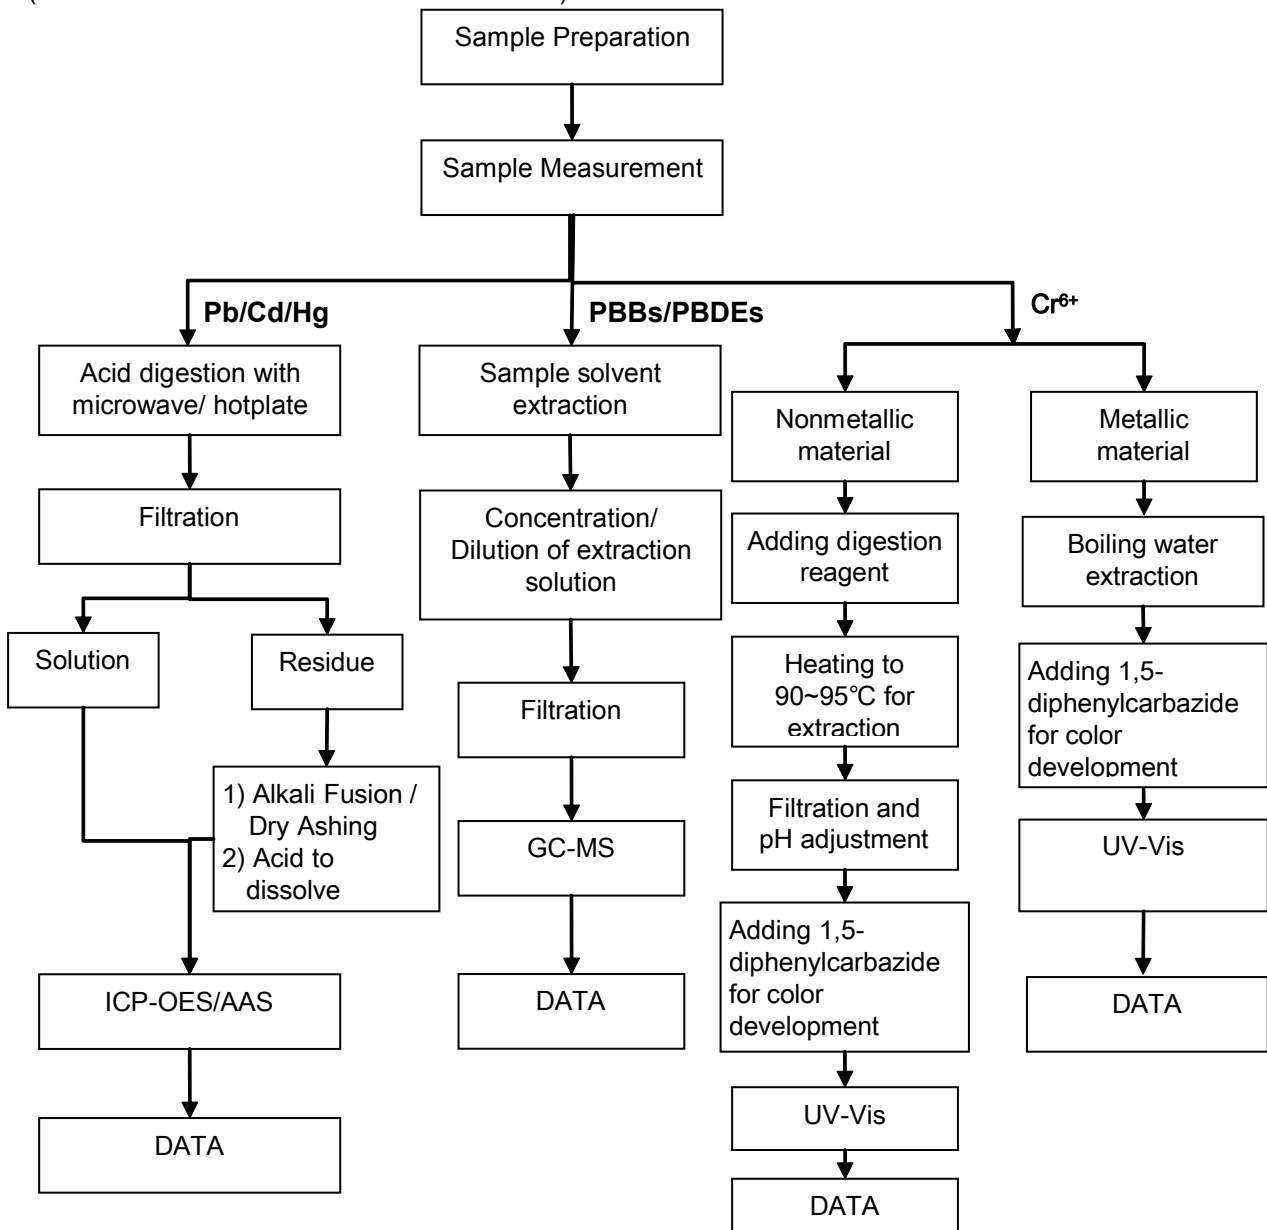 Sample Preparation
Sample Measurement
Pb/Cd/Hg
PBBs/PBDEs
Cr⁶⁺
Acid digestion with
microwave/ hotplate
Filtration
Solution
Residue
1) Alkali Fusion /
Dry Ashing
2) Acid to
dissolve
ICP-OES/AAS
DATA
Sample solvent
extraction
Concentration/
Dilution of extraction
solution
Filtration
GC-MS
DATA
Nonmetallic
material
Adding digestion
reagent
Heating to
90~95℃ for
extraction
Filtration and
pH adjustment
Adding 1,5-
diphenylcarbazide
for color
development
UV-Vis
DATA
Metallic
material
Boiling water
extraction
Adding 1,5-
diphenylcarbazide
for color
development
UV-Vis
DATA